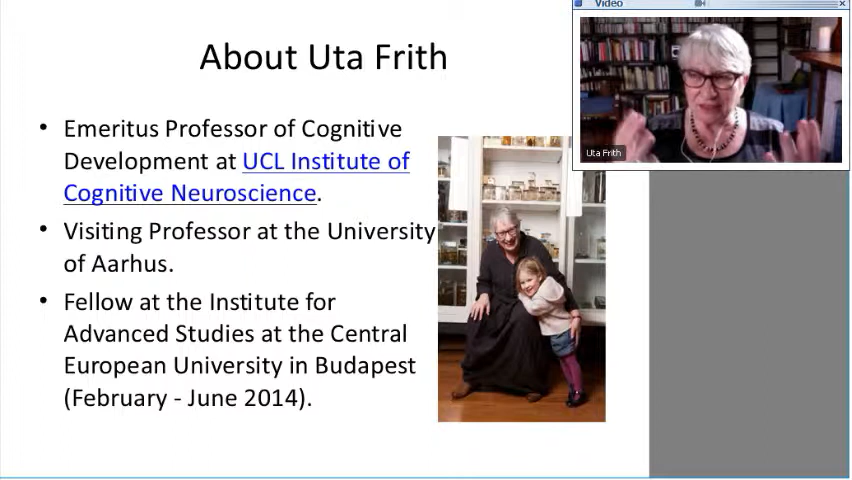 Video
About Uta Frith
Uta Frith
• Emeritus Professor of Cognitive
Development at UCL Institute of
Cognitive Neuroscience.
• Visiting Professor at the University
of Aarhus.
• Fellow at the Institute for
Advanced Studies at the Central
European University in Budapest
(February - June 2014).